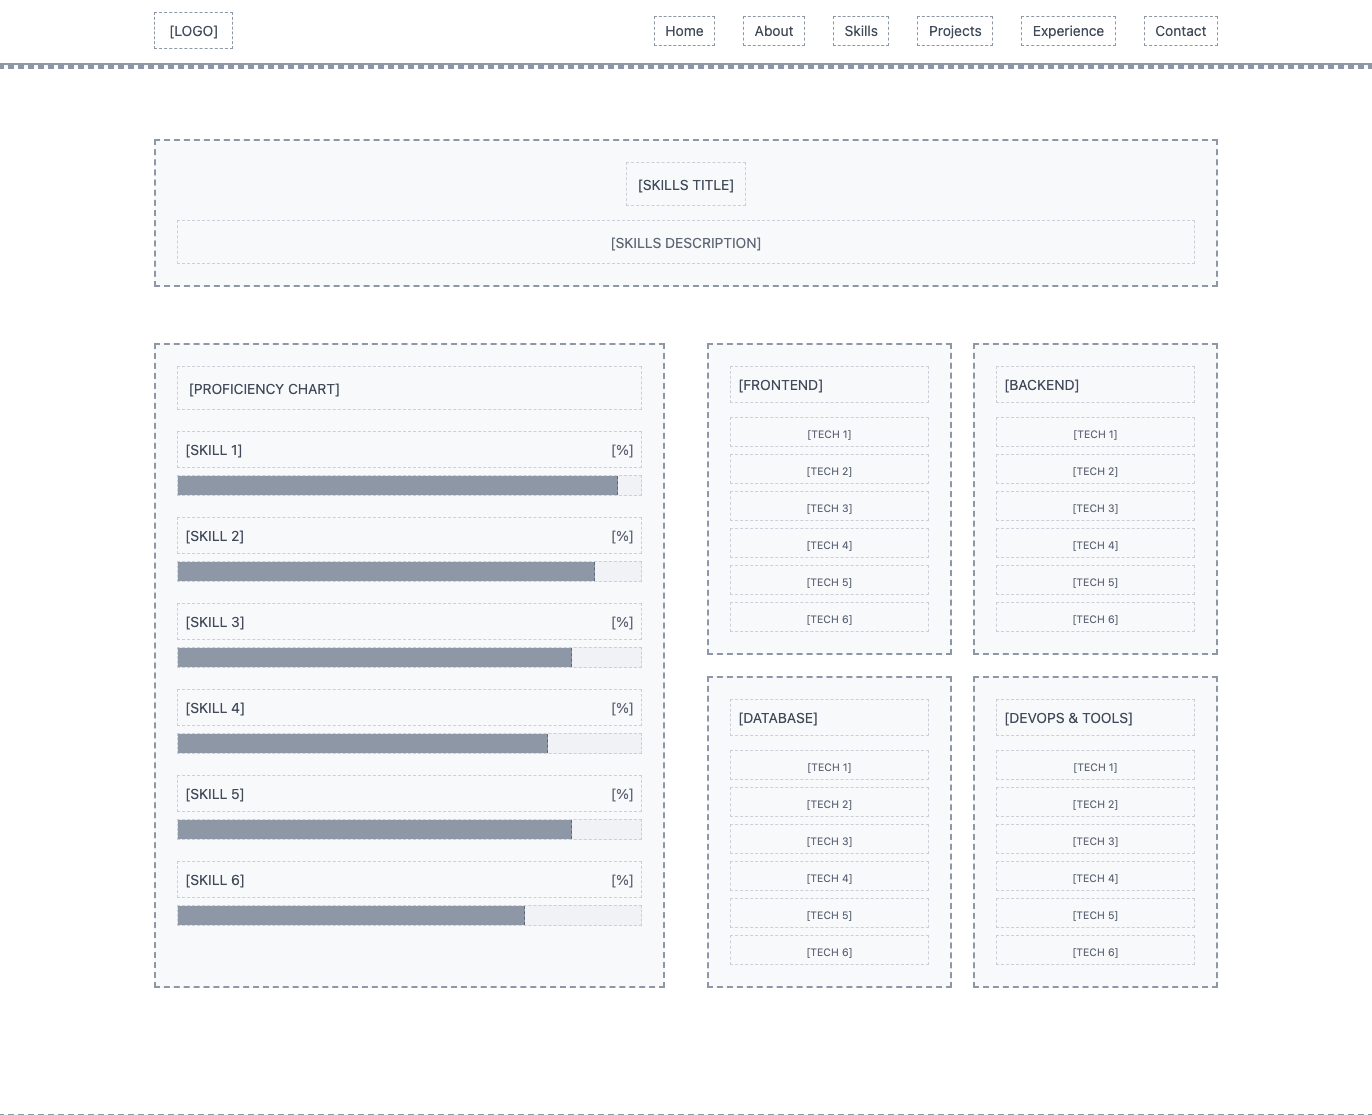 [LOGO]
Home
About
Skills
Projects
Experience
Contact
[SKILLS TITLE]
[SKILLS DESCRIPTION]
[PROFICIENCY CHART]
[SKILL 1] [%]
[SKILL 2] [%]
[SKILL 3] [%]
[SKILL 4] [%]
[SKILL 5] [%]
[SKILL 6] [%]
[FRONTEND]
[TECH 1]
[TECH 2]
[TECH 3]
[TECH 4]
[TECH 5]
[TECH 6]
[BACKEND]
[TECH 1]
[TECH 2]
[TECH 3]
[TECH 4]
[TECH 5]
[TECH 6]
[DATABASE]
[TECH 1]
[TECH 2]
[TECH 3]
[TECH 4]
[TECH 5]
[TECH 6]
[DEVOPS & TOOLS]
[TECH 1]
[TECH 2]
[TECH 3]
[TECH 4]
[TECH 5]
[TECH 6]